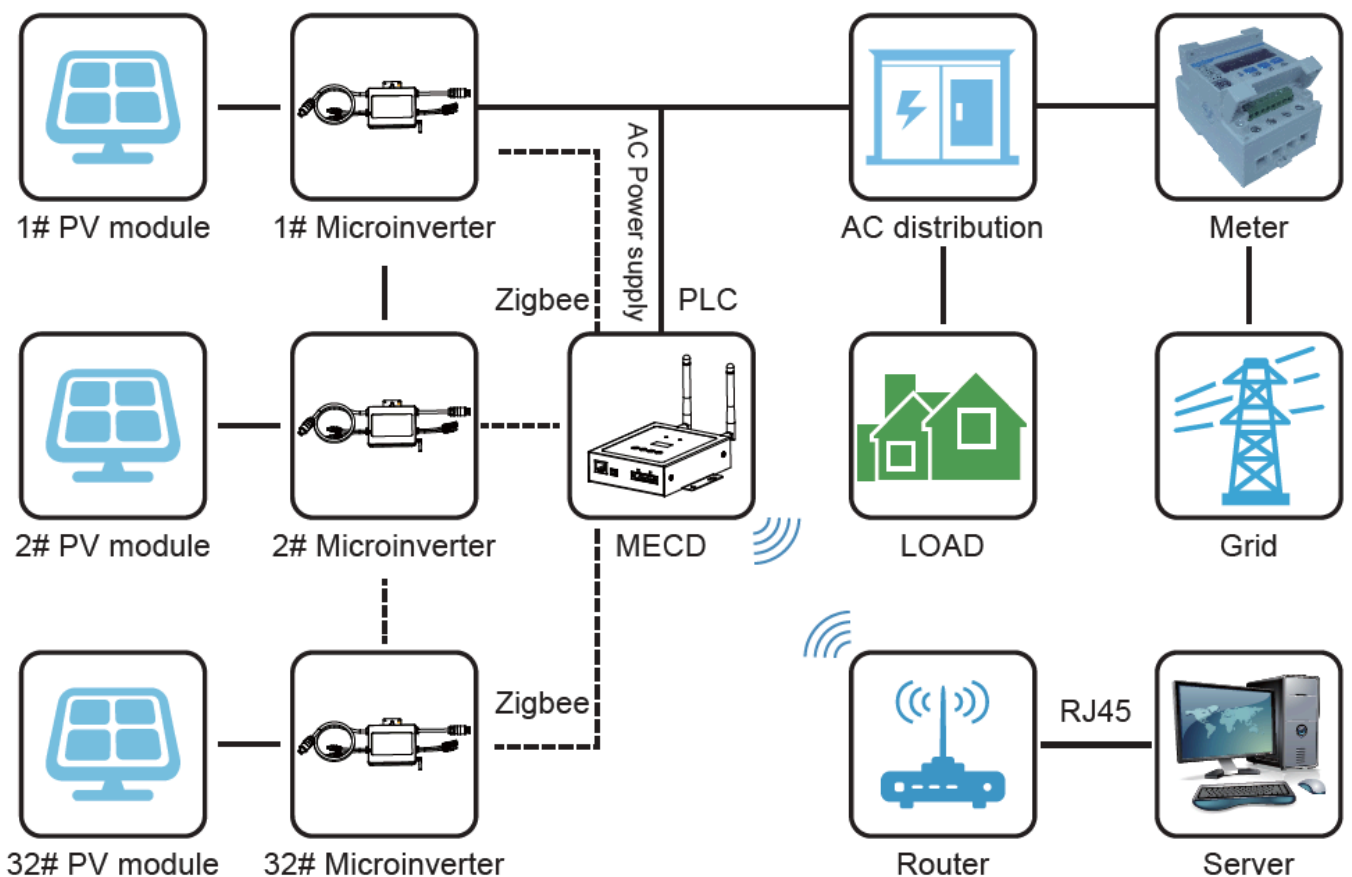 1# PV module
1# Microinverter
AC Power supply
AC distribution
Meter
Zigbee
PLC
2# PV module
2# Microinverter
MECD
LOAD
Grid
Zigbee
RJ45
32# PV module
32# Microinverter
Router
Server